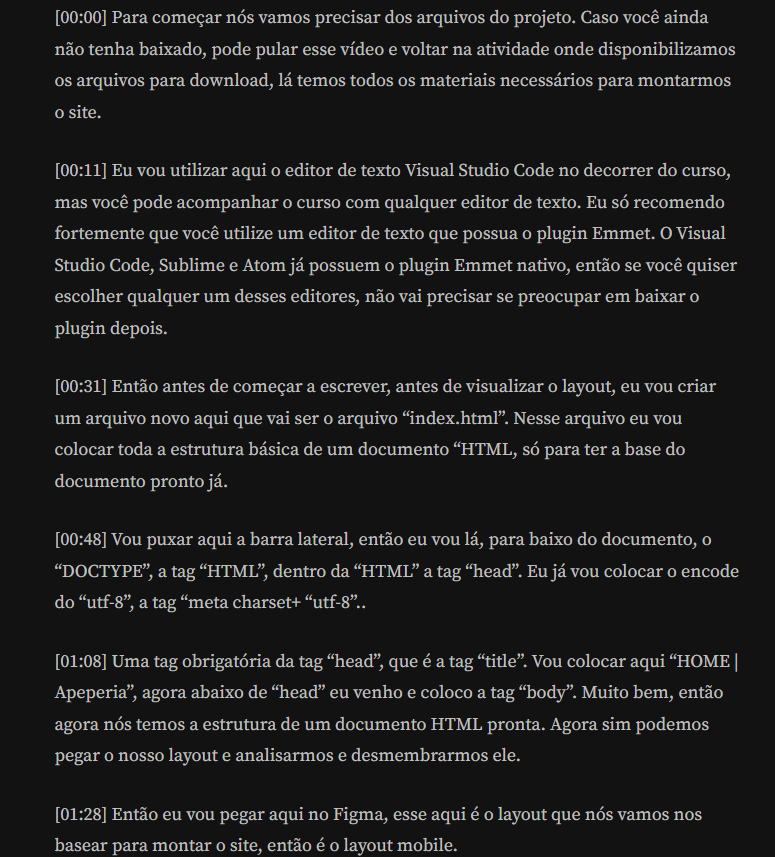 [00:00] Para começar nós vamos precisar dos arquivos do projeto. Caso você ainda
não tenha baixado, pode pular esse vídeo e voltar na atividade onde disponibilizamos
os arquivos para download, lá temos todos os materiais necessários para montarmos
o site.
[00:11] Eu vou utilizar aqui o editor de texto Visual Studio Code no decorrer do curso,
mas você pode acompanhar o curso com qualquer editor de texto. Eu só recomendo
fortemente que você utilize um editor de texto que possua o plugin Emmet. O Visual
Studio Code, Sublime e Atom já possuem o plugin Emmet nativo, então se você quiser
escolher qualquer um desses editores, não vai precisar se preocupar em baixar o
plugin depois.
[00:31] Então antes de começar a escrever, antes de visualizar o layout, eu vou criar
um arquivo novo aqui que vai ser o arquivo “index.html”. Nesse arquivo eu vou
colocar toda a estrutura básica de um documento “HTML, só para ter a base do
documento pronto já.
[00:48] Vou puxar aqui a barra lateral, então eu vou lá, para baixo do documento, o
“DOCTYPE”, a tag “HTML”, dentro da “HTML” a tag “head”. Eu já vou colocar o encode
do “utf-8”, a tag “meta charset+ “utf-8”..
[01:08] Uma tag obrigatória da tag “head”, que é a tag “title”. Vou colocar aqui “HOME |
Apeperia”, agora abaixo de “head” eu venho e coloco a tag “body”. Muito bem, então
agora nós temos a estrutura de um documento HTML pronta. Agora sim podemos
pegar o nosso layout e analisarmos e desmembrarmos ele.
[01:28] Então eu vou pegar aqui no Figma, esse aqui é o layout que nós vamos nos
basear para montar o site, então é o layout mobile.